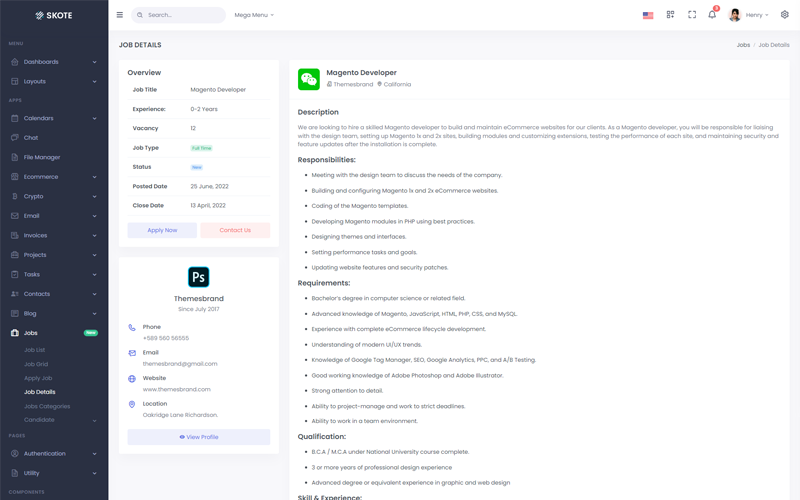 SKOTE
Search...
Mega Menu
3
Henry
MENU
Dashboards
Layouts
APPS
Calendars
Chat
File Manager
Ecommerce
Crypto
Email
Invoices
Projects
Tasks
Contacts
Blog
Jobs New
Job List
Job Grid
Apply Job
Job Details
Jobs Categories
Candidate
PAGES
Authentication
Utility
COMPONENTS
JOB DETAILS
Jobs / Job Details
Overview
Job Title Magento Developer
Experience: 0-2 Years
Vacancy 12
Job Type Full Time
Status New
Posted Date 25 June, 2022
Close Date 13 April, 2022
Apply Now Contact Us
Ps
Themesbrand
Since July 2017
Phone
+589 560 56555
Email
themesbrand@gmail.com
Website
www.themesbrand.com
Location
Oakridge Lane Richardson.
View Profile
Magento Developer
Themesbrand California
Description
We are looking to hire a skilled Magento developer to build and maintain eCommerce websites for our clients. As a Magento developer, you will be responsible for liaising
with the design team, setting up Magento 1x and 2x sites, building modules and customizing extensions, testing the performance of each site, and maintaining security and
feature updates after the installation is complete.
Responsibilities:
Meeting with the design team to discuss the needs of the company.
Building and configuring Magento 1x and 2x eCommerce websites.
Coding of the Magento templates.
Developing Magento modules in PHP using best practices.
Designing themes and interfaces.
Setting performance tasks and goals.
Updating website features and security patches.
Requirements:
Bachelor's degree in computer science or related field.
Advanced knowledge of Magento, JavaScript, HTML, PHP, CSS, and MySQL.
Experience with complete eCommerce lifecycle development.
Understanding of modern UI/UX trends.
Knowledge of Google Tag Manager, SEO, Google Analytics, PPC, and A/B Testing.
Good working knowledge of Adobe Photoshop and Adobe Illustrator.
Strong attention to detail.
Ability to project-manage and work to strict deadlines.
Ability to work in a team environment.
Qualification:
B.C.A / M.C.A under National University course complete.
3 or more years of professional design experience
Advanced degree or equivalent experience in graphic and web design
Skill & Experience: